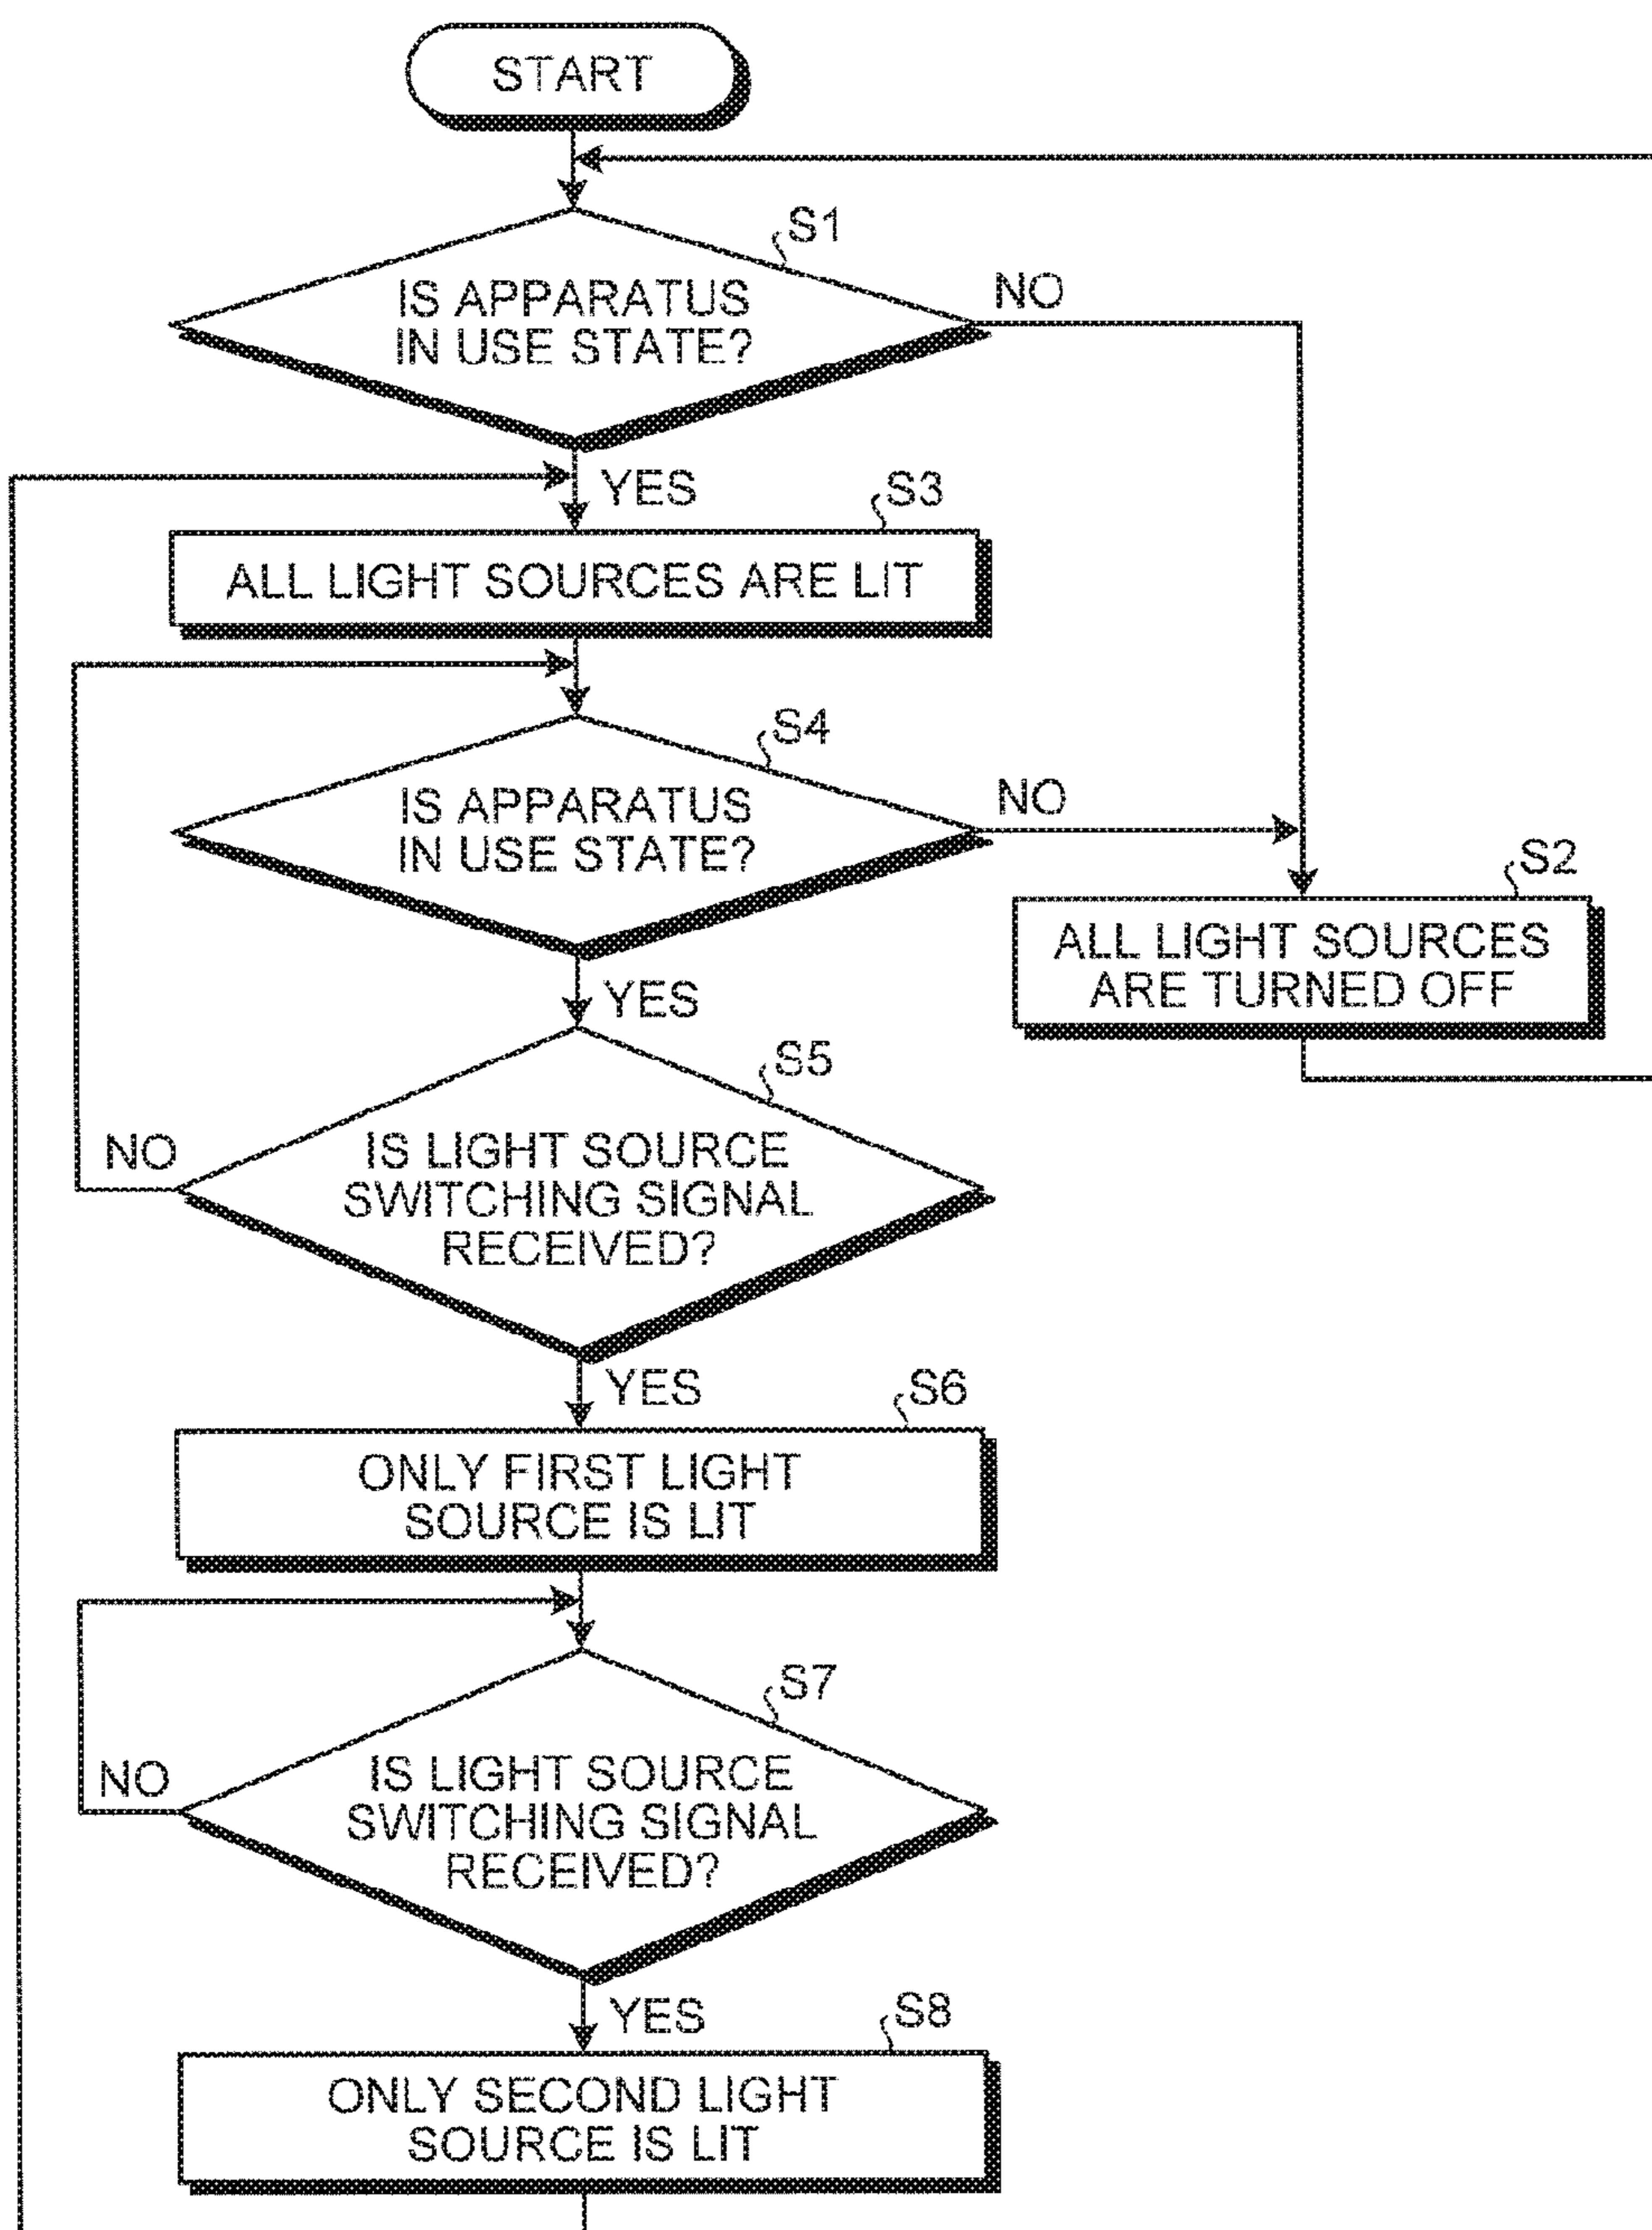 START
S1
IS APPARATUS
IN USE STATE?
NO
YES
S3
ALL LIGHT SOURCES ARE LIT
S4
IS APPARATUS
IN USE STATE?
NO
S2
ALL LIGHT SOURCES
ARE TURNED OFF
YES
S5
IS LIGHT SOURCE
SWITCHING SIGNAL
RECEIVED?
NO
YES
S6
ONLY FIRST LIGHT
SOURCE IS LIT
S7
IS LIGHT SOURCE
SWITCHING SIGNAL
RECEIVED?
NO
YES
S8
ONLY SECOND LIGHT
SOURCE IS LIT